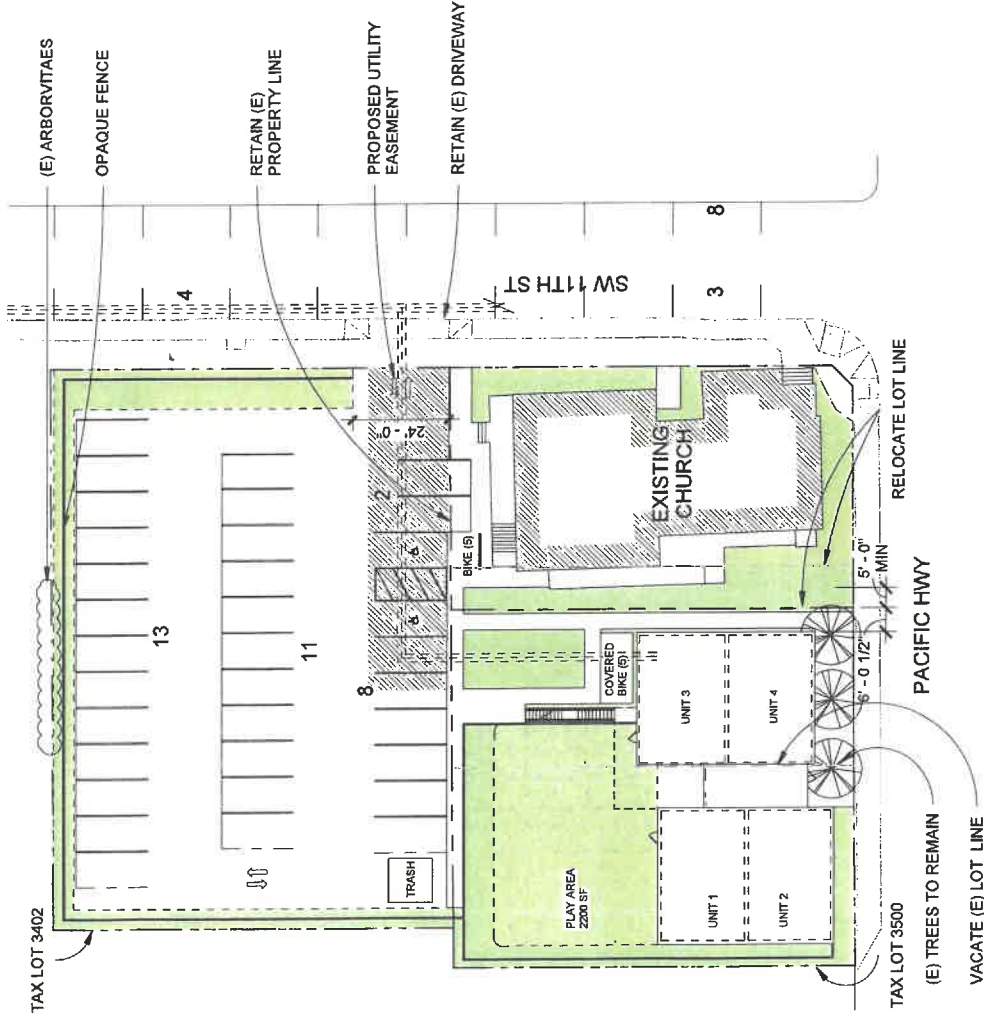 (E) ARBORVITAES
OPAQUE FENCE
RETAIN (E)
PROPERTY LINE
PROPOSED UTILITY
EASEMENT
RETAIN (E) DRIVEWAY
TAX LOT 3402
4
SW 11TH ST
3
8
13
11
8
2
24' - 0"
TRASH
BIKE (5)
EXISTING
CHURCH
COVERED
BIKE (5)
PLAY AREA
2200 SF
UNIT 3
UNIT 4
UNIT 1
UNIT 2
5' - 0"
MIN
6' - 0 1/2"
RELOCATE LOT LINE
PACIFIC HWY
TAX LOT 3500
(E) TREES TO REMAIN
VACATE (E) LOT LINE